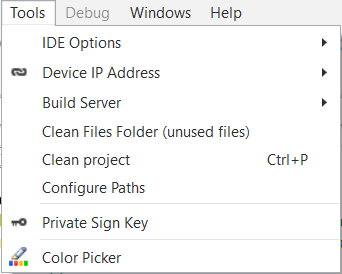 Tools Debug Windows Help
IDE Options
Device IP Address
Build Server
Clean Files Folder (unused files)
Clean project Ctrl+P
Configure Paths
Private Sign Key
Color Picker